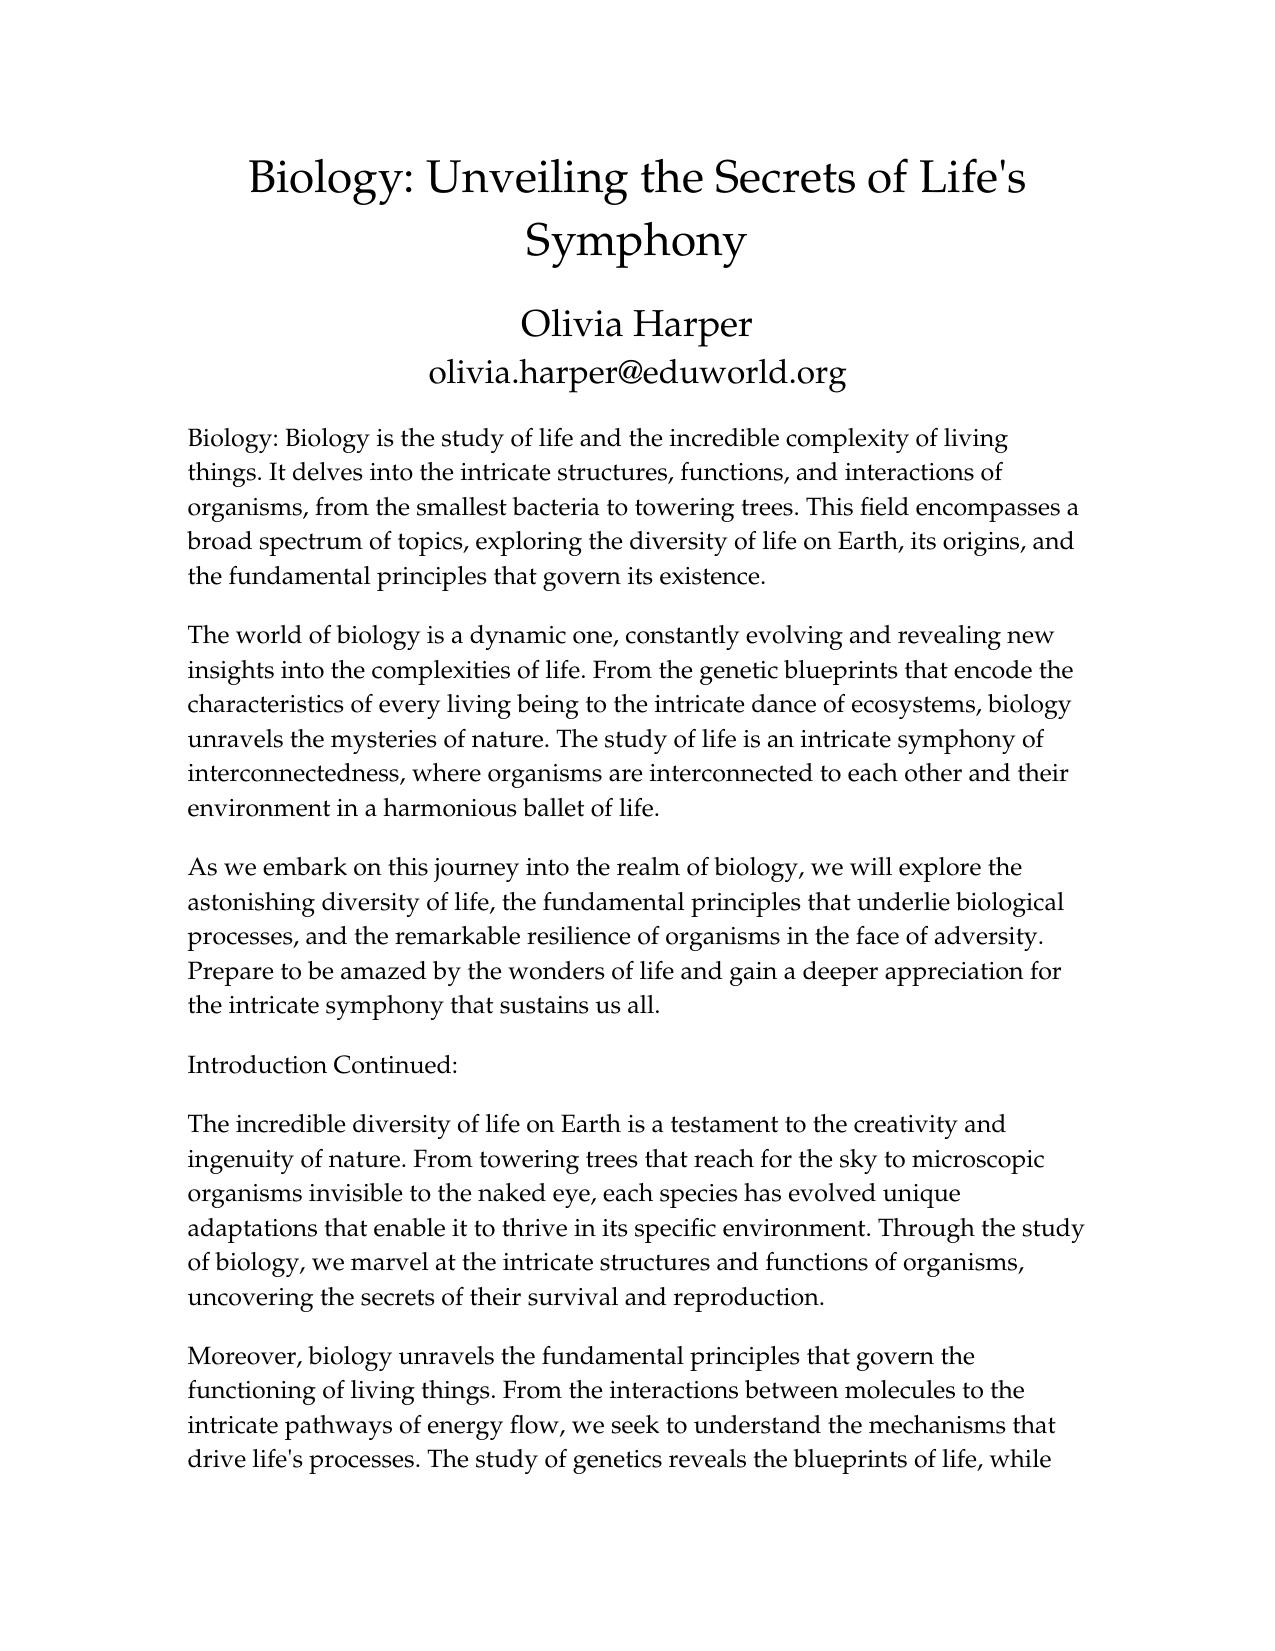 Biology: Unveiling the Secrets of Life's
Symphony
Olivia Harper
olivia.harper@eduworld.org
Biology: Biology is the study of life and the incredible complexity of living
things. It delves into the intricate structures, functions, and interactions of
organisms, from the smallest bacteria to towering trees. This field encompasses a
broad spectrum of topics, exploring the diversity of life on Earth, its origins, and
the fundamental principles that govern its existence.
The world of biology is a dynamic one, constantly evolving and revealing new
insights into the complexities of life. From the genetic blueprints that encode the
characteristics of every living being to the intricate dance of ecosystems, biology
unravels the mysteries of nature. The study of life is an intricate symphony of
interconnectedness, where organisms are interconnected to each other and their
environment in a harmonious ballet of life.
As we embark on this journey into the realm of biology, we will explore the
astonishing diversity of life, the fundamental principles that underlie biological
processes, and the remarkable resilience of organisms in the face of adversity.
Prepare to be amazed by the wonders of life and gain a deeper appreciation for
the intricate symphony that sustains us all.
Introduction Continued:
The incredible diversity of life on Earth is a testament to the creativity and
ingenuity of nature. From towering trees that reach for the sky to microscopic
organisms invisible to the naked eye, each species has evolved unique
adaptations that enable it to thrive in its specific environment. Through the study
of biology, we marvel at the intricate structures and functions of organisms,
uncovering the secrets of their survival and reproduction.
Moreover, biology unravels the fundamental principles that govern the
functioning of living things. From the interactions between molecules to the
intricate pathways of energy flow, we seek to understand the mechanisms that
drive life's processes. The study of genetics reveals the blueprints of life, while